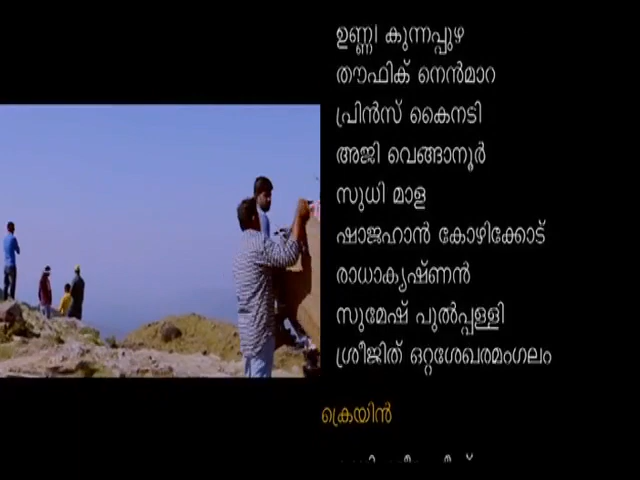 ഉണ്ണി കുന്നപ്പുഴ
തൗഫിക് നെൻമാറ
പ്രിൻസ് കൈനടി
അജി വെങ്ങാനൂർ
സുധി മാള
ഷാജഹാൻ കോഴിക്കോട്
രാധാകൃഷ്ണൻ
സുമേഷ് പുൽപ്പള്ളി
ശ്രീജിത് ഒറ്റശേഖരമംഗലം
ക്രെയിൻ